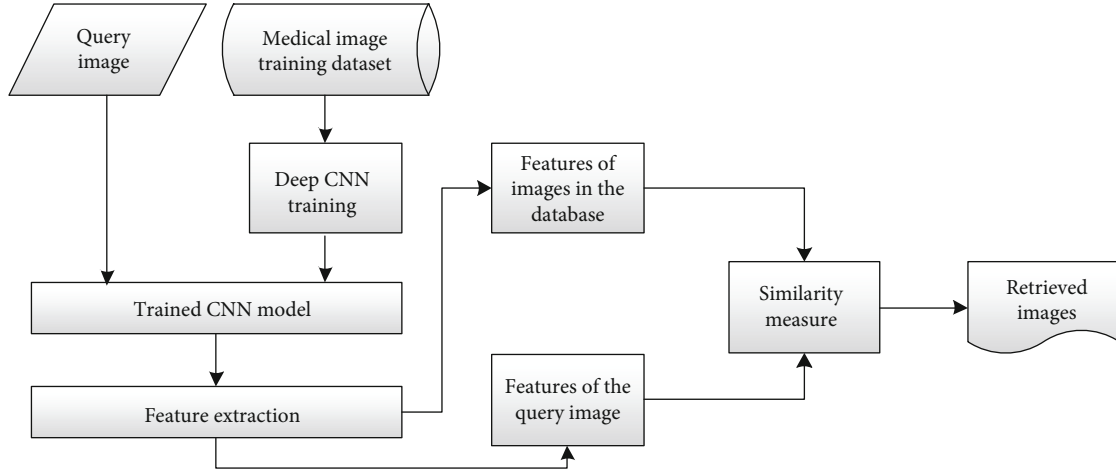 Query
image
Medical image
training dataset
Deep CNN
training
Trained CNN model
Feature extraction
Features of
images in the
database
Features of the
query image
Similarity
measure
Retrieved
images